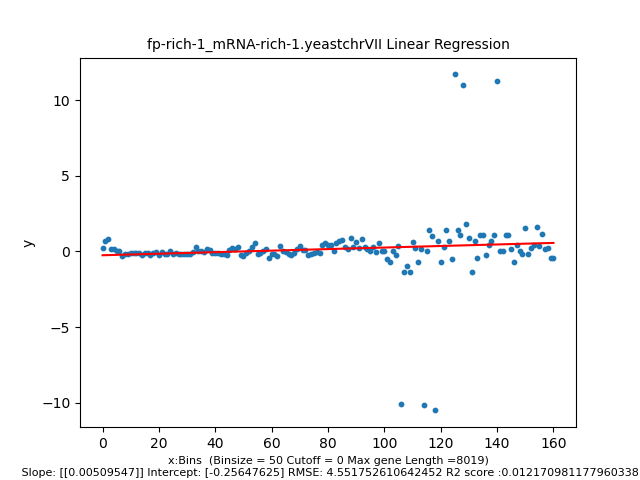 fp-rich-1_mRNA-rich-1.yeastchrVII Linear Regression
10
5
0
−5
−10
y
0 20 40 60 80 100 120 140 160
x:Bins (Binsize = 50 Cutoff = 0 Max gene Length =8019)
Slope: [[0.00509547]] Intercept: [-0.25647625] RMSE: 4.551752610642452 R2 score :0.012170981177960338